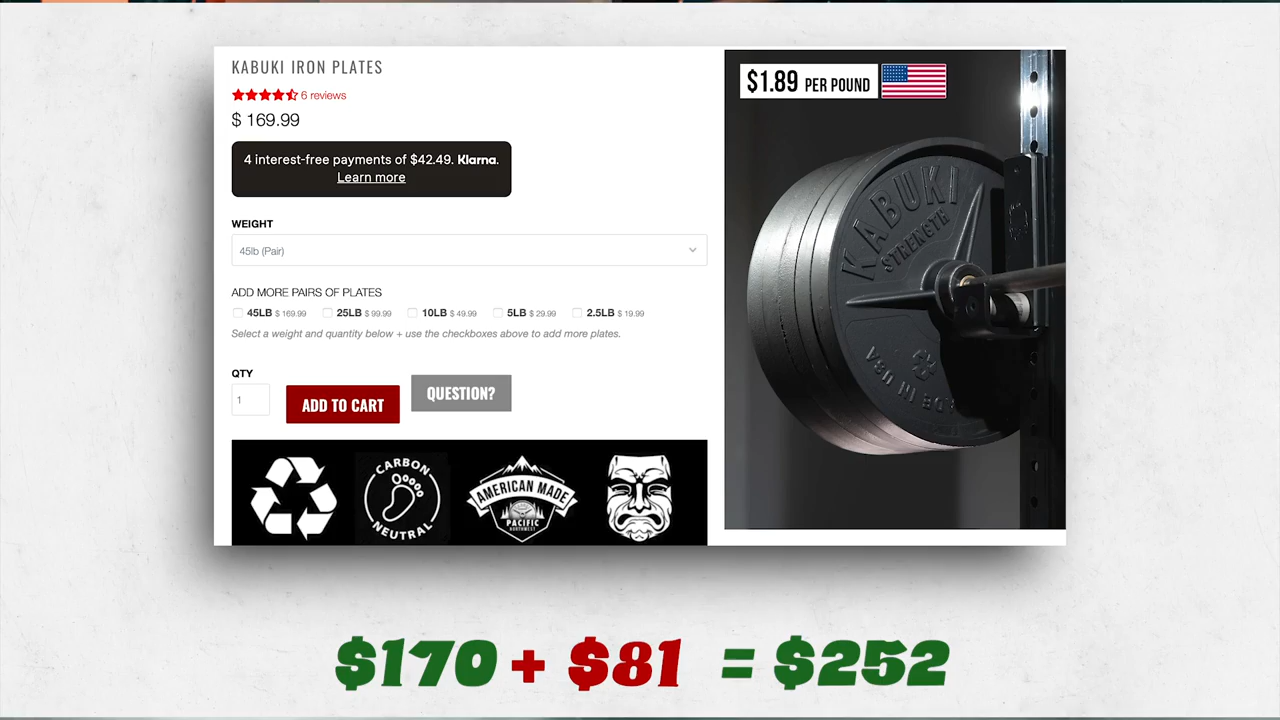 KABUKI IRON PLATES
6 reviews
$ 169.99
4 interest-free payments of $42.49. Klarna.
Learn more
WEIGHT
45lb (Pair)
ADD MORE PAIRS OF PLATES
45LB $ 169.99 25LB $ 99.99 10LB $ 49.99 5LB $ 29.99 2.5LB $ 19.99
Select a weight and quantity below + use the checkboxes above to add more plates.
QTY
1
ADD TO CART
QUESTION?
CARBON
NEUTRAL
AMERICAN MADE
PACIFIC
NORTHWEST
$1.89 PER POUND
KABUKI
STRENGTH
MADE IN USA
$170 + $81 = $252